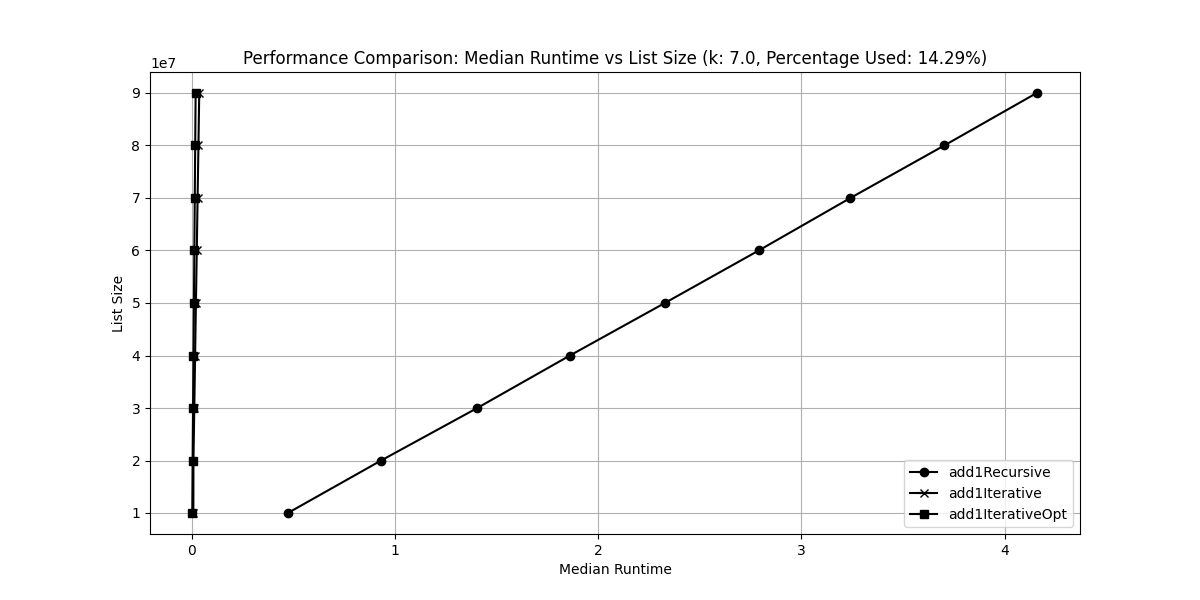 Performance Comparison: Median Runtime vs List Size (k: 7.0, Percentage Used: 14.29%)
1e7
9
8
7
6
5
4
3
2
1
List Size
0 1 2 3 4
Median Runtime
add1Recursive
add1Iterative
add1IterativeOpt